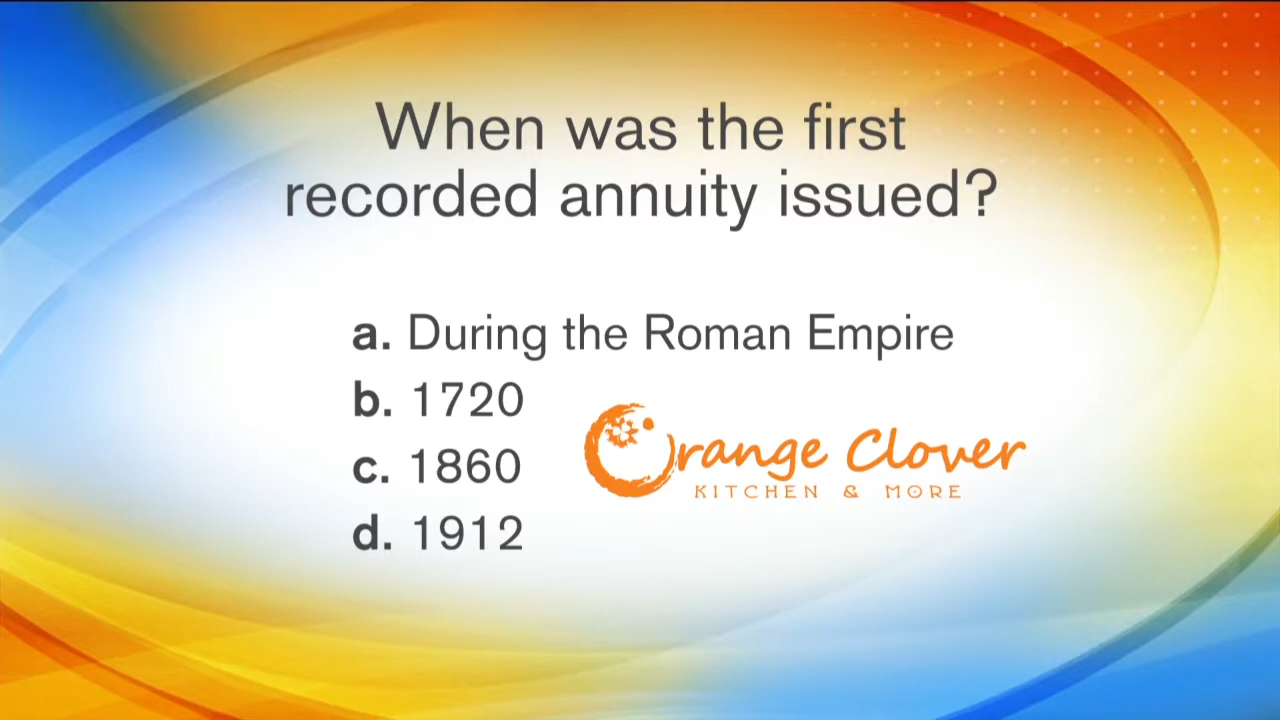 When was the first
recorded annuity issued?
a. During the Roman Empire
b. 1720
c. 1860
d. 1912
Orange Clover
KITCHEN & MORE